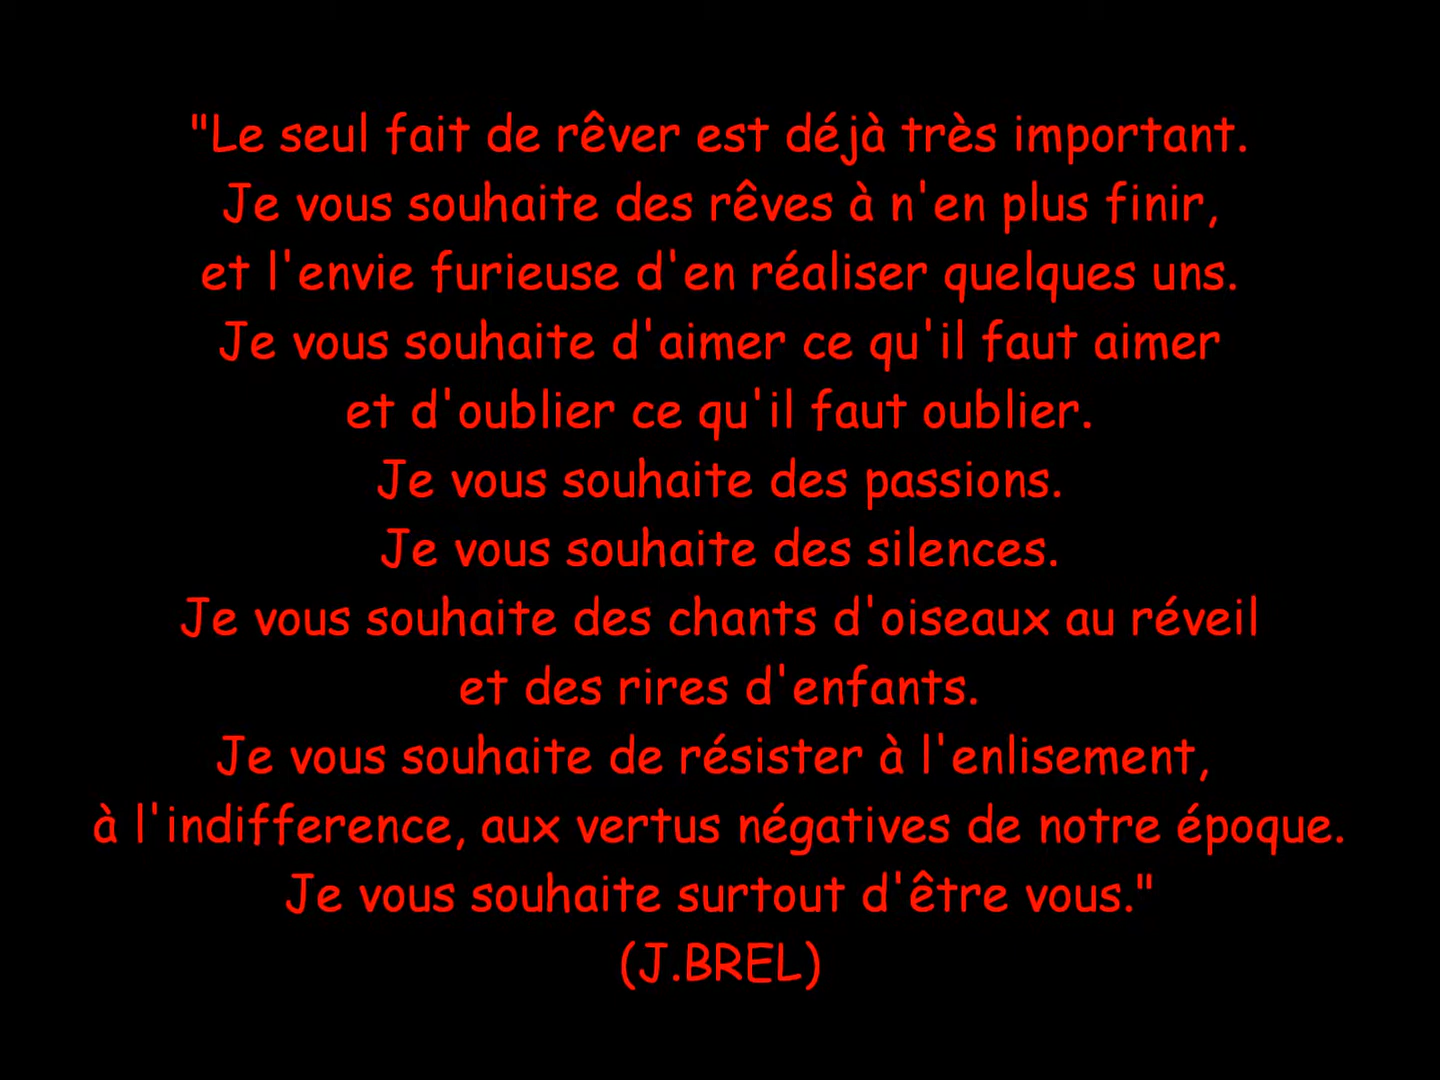 "Le seul fait de rêver est déjà très important.
Je vous souhaite des rêves à n'en plus finir,
et l'envie furieuse d'en réaliser quelques uns.
Je vous souhaite d'aimer ce qu'il faut aimer
et d'oublier ce qu'il faut oublier.
Je vous souhaite des passions.
Je vous souhaite des silences.
Je vous souhaite des chants d'oiseaux au réveil
et des rires d'enfants.
Je vous souhaite de résister à l'enlisement,
à l'indifference, aux vertus négatives de notre époque.
Je vous souhaite surtout d'être vous."
(J.BREL)